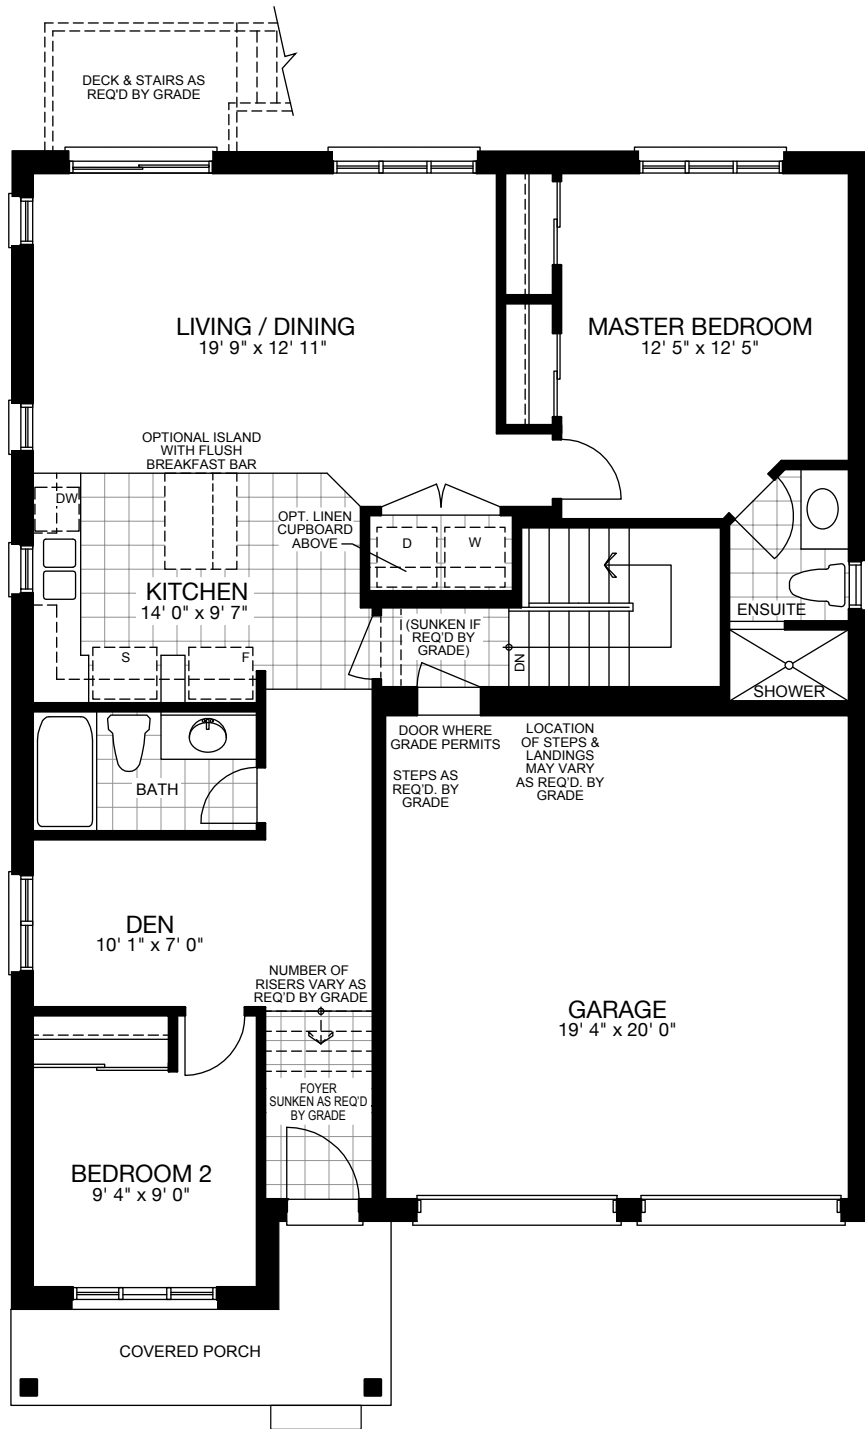 DECK & STAIRS AS
REQ'D BY GRADE
LIVING / DINING
19' 9" x 12' 11"
MASTER BEDROOM
12' 5" x 12' 5"
OPTIONAL ISLAND
WITH FLUSH
BREAKFAST BAR
DW
OPT. LINEN
CUPBOARD
ABOVE
D
W
KITCHEN
14' 0" x 9' 7"
S
F
(SUNKEN IF
REQ'D BY
GRADE)
DN
ENSUITE
SHOWER
BATH
DOOR WHERE
GRADE PERMITS
STEPS AS
REQ'D. BY
GRADE
LOCATION
OF STEPS &
LANDINGS
MAY VARY
AS REQ'D. BY
GRADE
DEN
10' 1" x 7' 0"
NUMBER OF
RISERS VARY AS
REQ'D BY GRADE
GARAGE
19' 4" x 20' 0"
FOYER
SUNKEN AS REQ'D
BY GRADE
BEDROOM 2
9' 4" x 9' 0"
COVERED PORCH